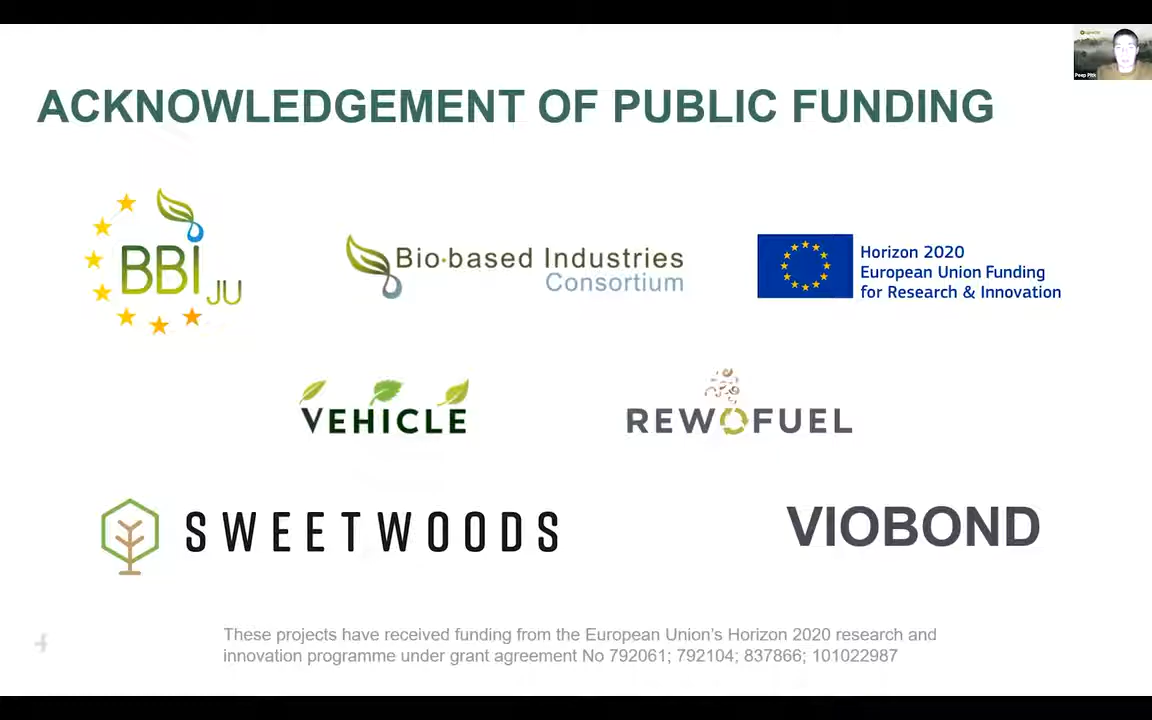 ACKNOWLEDGEMENT OF PUBLIC FUNDING
BBI JU
Bio-based Industries
Consortium
Horizon 2020
European Union Funding
for Research & Innovation
VEHICLE
REWOFUEL
SWEETWOODS
VIOBOND
These projects have received funding from the European Union's Horizon 2020 research and
innovation programme under grant agreement No 792061; 792104; 837866; 101022987
Peep Pitk